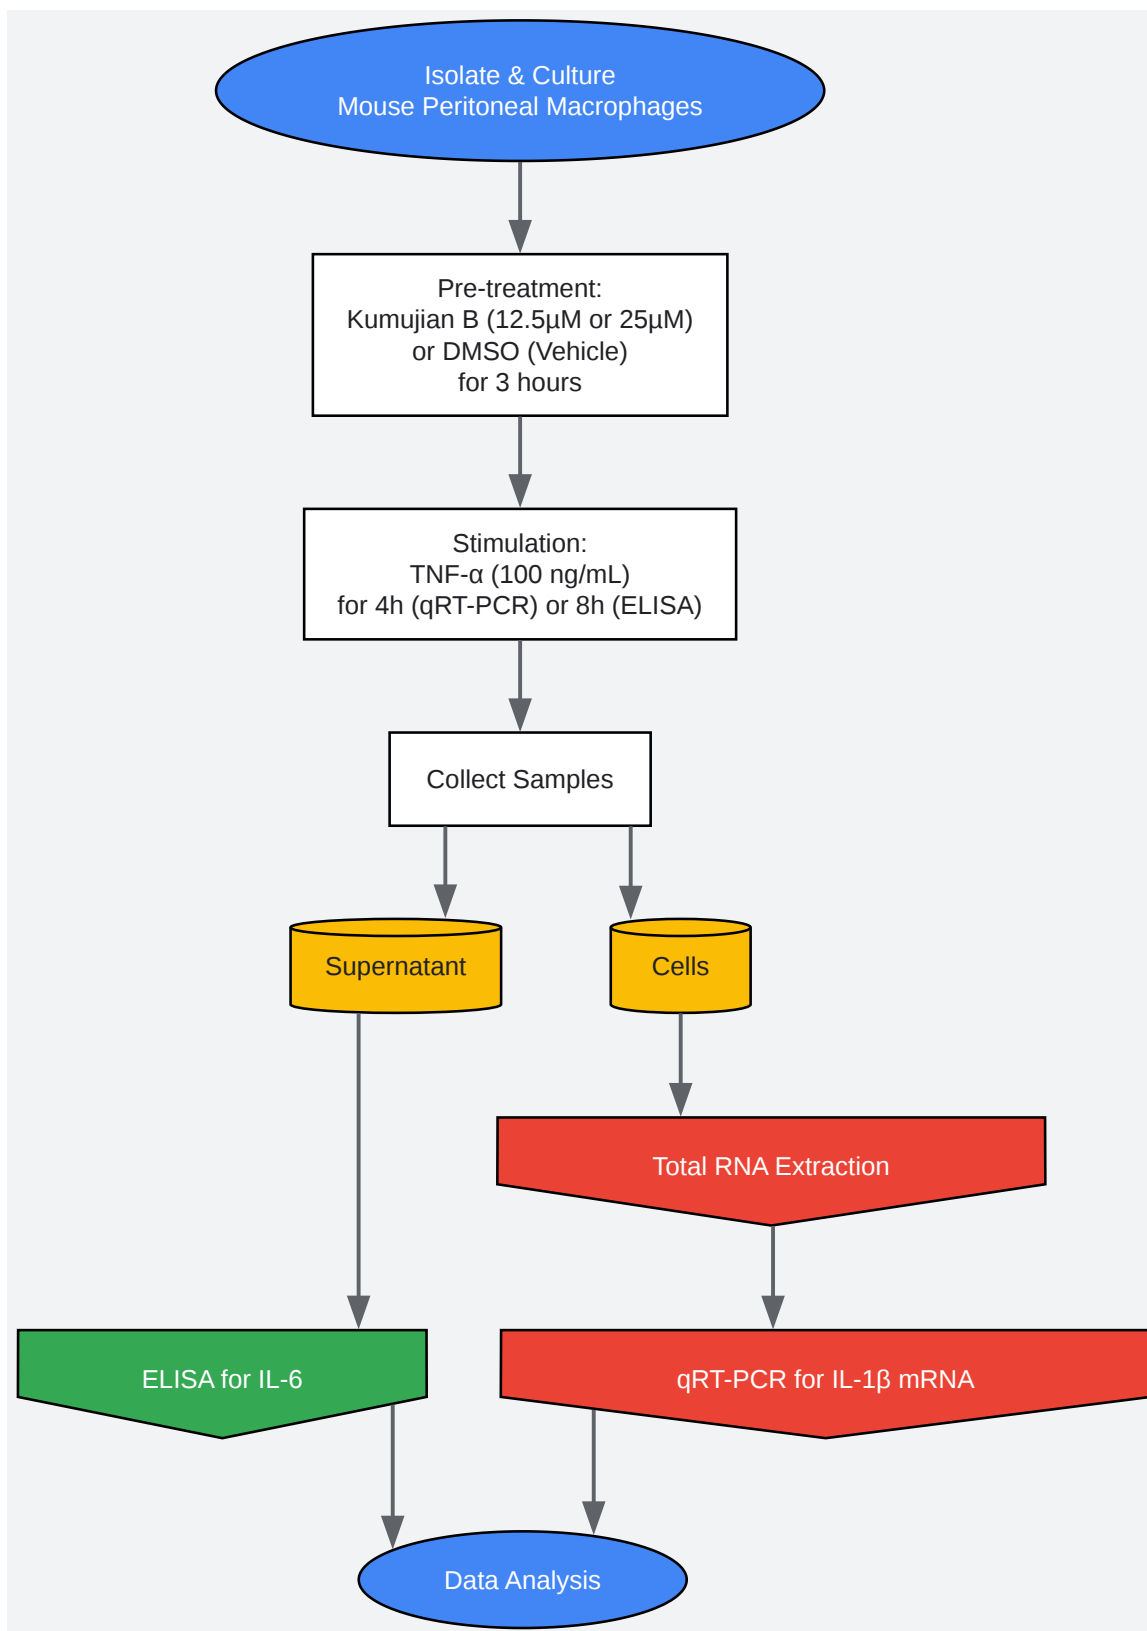 Isolate & Culture
Mouse Peritoneal Macrophages
Pre-treatment:
Kumujian B (12.5µM or 25µM)
or DMSO (Vehicle)
for 3 hours
Stimulation:
TNF-α (100 ng/mL)
for 4h (qRT-PCR) or 8h (ELISA)
Collect Samples
Supernatant
Cells
Total RNA Extraction
ELISA for IL-6
qRT-PCR for IL-1β mRNA
Data Analysis